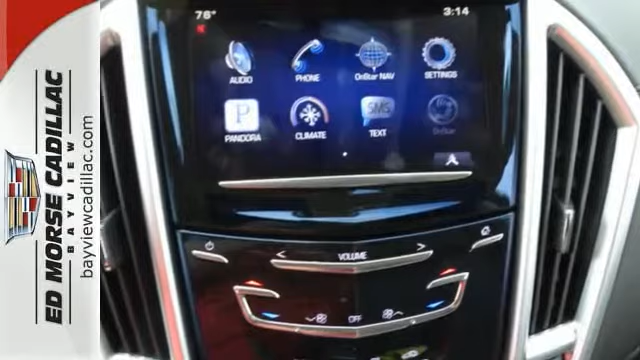 76°
3:14
AUDIO
PHONE
OnStar NAV
SETTINGS
P
SMS
PANDORA
CLIMATE
TEXT
OnStar
VOLUME
OFF
ED MORSE CADILLAC
BAYVIEW
bayviewcadillac.com